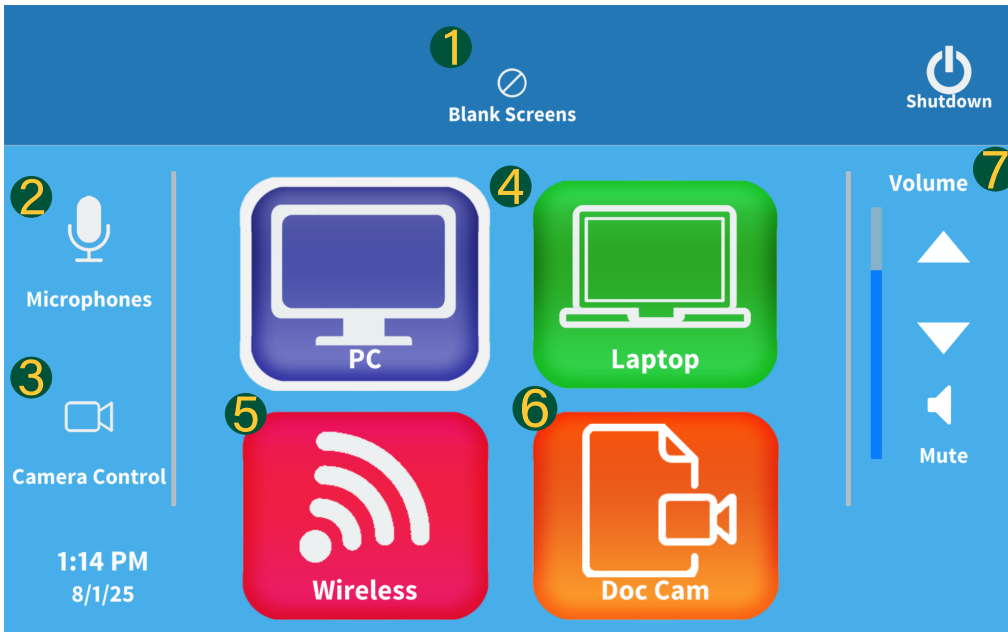 1
Blank Screens
Shutdown
2
Microphones
3
Camera Control
1:14 PM
8/1/25
PC
4
Laptop
5
Wireless
6
Doc Cam
7
Volume
Mute